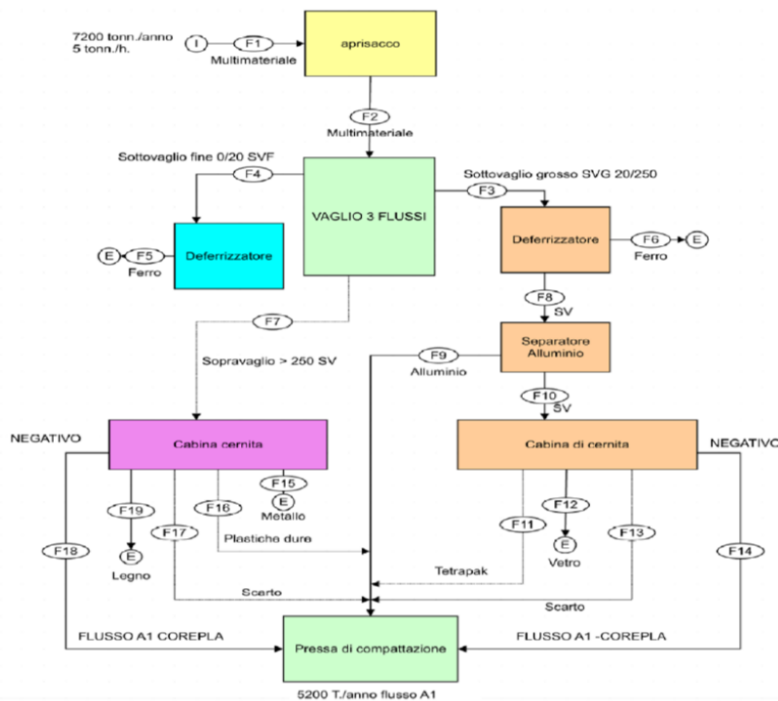 7200 tonn./anno
5 tonn./h.
I
F1
Multimateriale
aprisacco
F2
Multimateriale
Sottovaglio fine 0/20 SVF
F4
VAGLIO 3 FLUSSI
Sottovaglio grosso SVG 20/250
F3
E
F5
Ferro
Deferrizzatore
Deferrizzatore
F6
E
Ferro
F8
SV
F7
Sopravaglio > 250 SV
F9
Alluminio
Separatore
Alluminio
F10
SV
NEGATIVO
Cabina cernita
Cabina di cernita
NEGATIVO
F18
F19
E
Legno
F17
F16
F15
E
Metallo
Plastiche dure
Scarto
F11
F12
E
Vetro
F13
F14
Tetrapak
Scarto
FLUSSO A1 COREPLA
Pressa di compattazione
FLUSSO A1 -COREPLA
5200 T./anno flusso A1